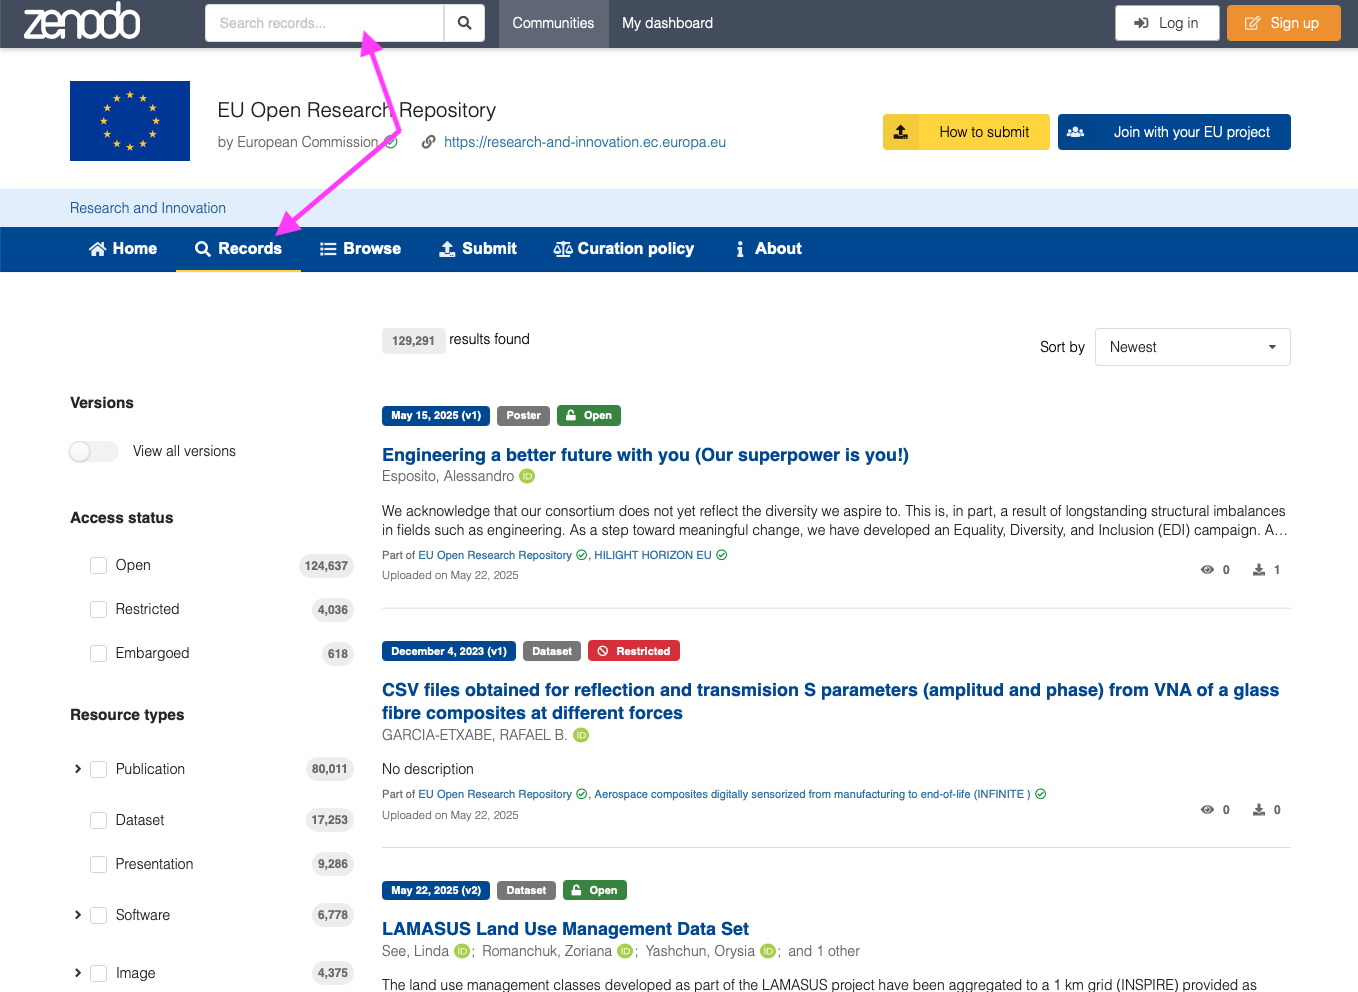 zenodo
Search records...
Communities
My dashboard
Log in
Sign up
EU Open Research Repository
by European Commission
https://research-and-innovation.ec.europa.eu
How to submit
Join with your EU project
Research and Innovation
Home
Records
Browse
Submit
Curation policy
About
129,291 results found
Sort by
Newest
Versions
View all versions
Access status
Open 124,637
Restricted 4,036
Embargoed 618
Resource types
Publication 80,011
Dataset 17,253
Presentation 9,286
Software 6,778
Image 4,375
May 15, 2025 (v1) Poster Open
Engineering a better future with you (Our superpower is you!)
Esposito, Alessandro iD
We acknowledge that our consortium does not yet reflect the diversity we aspire to. This is, in part, a result of longstanding structural imbalances
in fields such as engineering. As a step toward meaningful change, we have developed an Equality, Diversity, and Inclusion (EDI) campaign. A…
Part of EU Open Research Repository , HILIGHT HORIZON EU
Uploaded on May 22, 2025
0 1
December 4, 2023 (v1) Dataset Restricted
CSV files obtained for reflection and transmision S parameters (amplitud and phase) from VNA of a glass
fibre composites at different forces
GARCIA-ETXABE, RAFAEL B. iD
No description
Part of EU Open Research Repository , Aerospace composites digitally sensorized from manufacturing to end-of-life (INFINITE )
Uploaded on May 22, 2025
0 0
May 22, 2025 (v2) Dataset Open
LAMASUS Land Use Management Data Set
See, Linda iD; Romanchuk, Zoriana iD; Yashchun, Orysia iD; and 1 other
The land use management classes developed as part of the LAMASUS project have been aggregated to a 1 km grid (INSPIRE) provided as